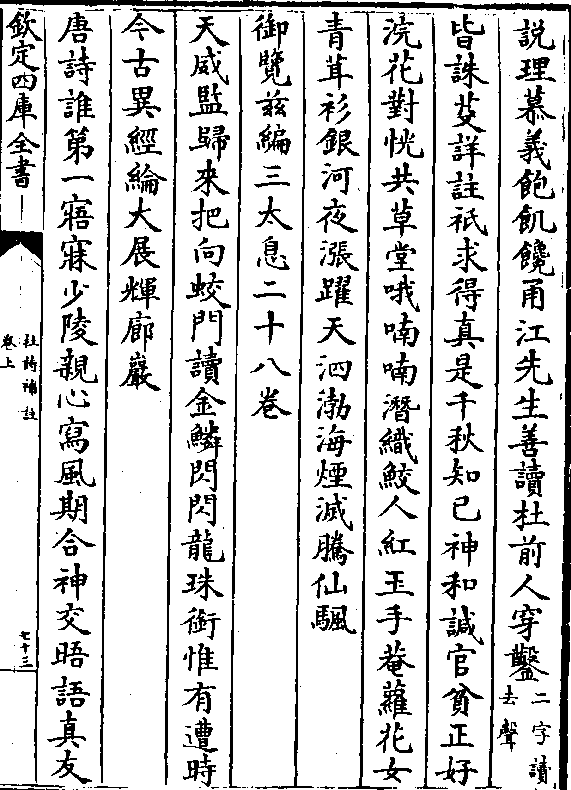 説理慕義飽飢饞甬江先生善讀杜前人穿鑿二字讀去聲
皆誅芟詳註祇求得真是千秋知已神和諴官貧正好
浣花對恍共草堂哦喃喃潛織鮫人紅玉手菴蘿花女
青茸衫銀河夜漲躍天泗渤海煙滅騰仙颿
御覽兹編三太息二十八卷
天威監歸來把向蛟門讀金鱗閃閃龍珠銜惟有遭時
今古異經綸大展輝廊巖
唐詩誰第一寤寐少陵親心寫風期合神交晤語真友
欽定四庫全書
杜詩補註
卷上
七十三